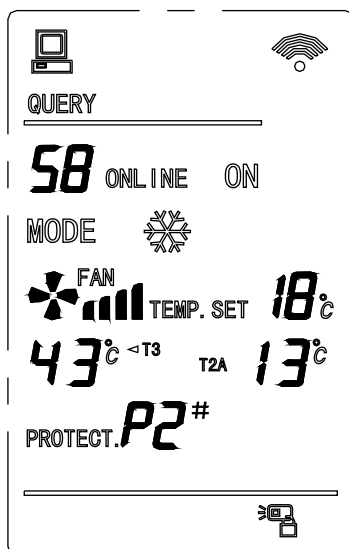 QUERY
58 ONLINE ON
MODE
FAN
TEMP. SET 18℃
43℃ ◁T3 T2A 13℃
PROTECT. P2#